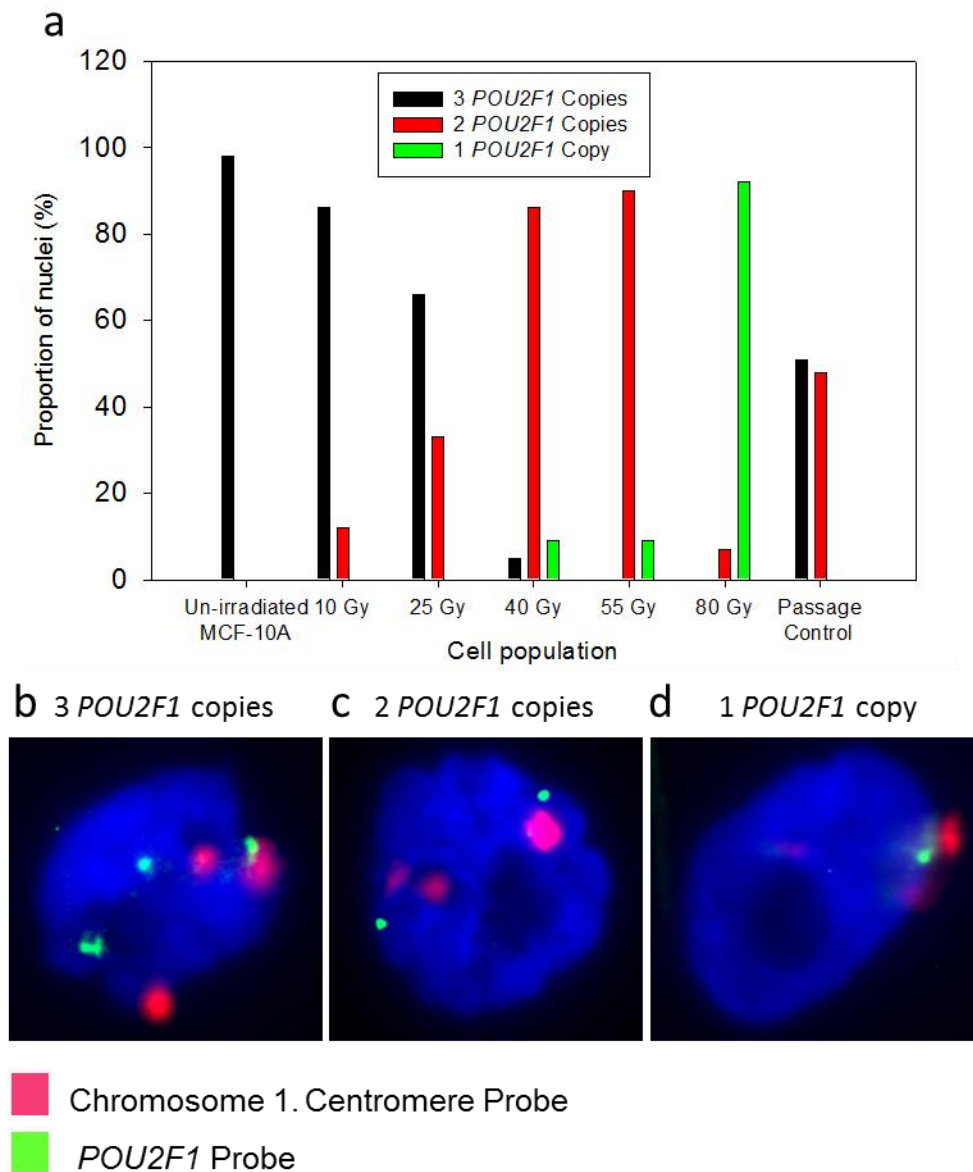 a
120
100
80
60
40
20
0
Proportion of nuclei (%)
3 POU2F1 Copies
2 POU2F1 Copies
1 POU2F1 Copy
Un-irradiated 10 Gy 25 Gy 40 Gy 55 Gy 80 Gy Passage
MCF-10A Control
Cell population
b 3 POU2F1 copies c 2 POU2F1 copies d 1 POU2F1 copy
Chromosome 1. Centromere Probe
POU2F1 Probe